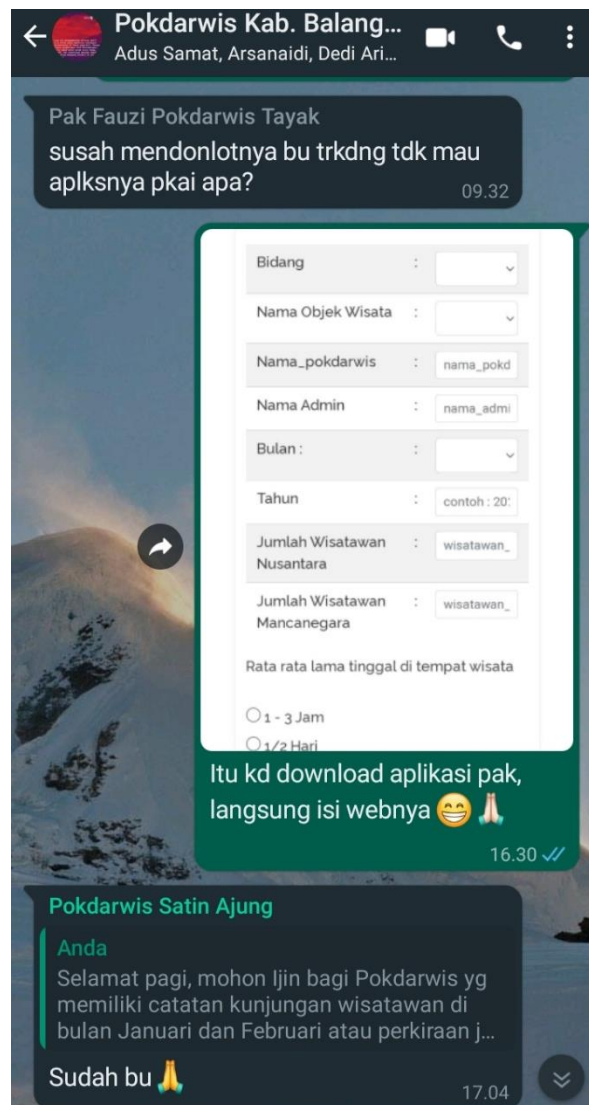 Pokdarwis Kab. Balang...
Adus Samat, Arsanaidi, Dedi Ari...
Pak Fauzi Pokdarwis Tayak
susah mendonlotnya bu trkdng tdk mau
aplksnya pkai apa?
09.32
Bidang :
Nama Objek Wisata :
Nama_pokdarwis : nama_pokd
Nama Admin : nama_admi
Bulan : :
Tahun : contoh : 201
Jumlah Wisatawan : wisatawan_
Nusantara
Jumlah Wisatawan : wisatawan_
Mancanegara
Rata rata lama tinggal di tempat wisata
1 - 3 Jam
1/2 Hari
Itu kd download aplikasi pak,
langsung isi webnya 😁🙏🏻
16.30
Pokdarwis Satin Ajung
Anda
Selamat pagi, mohon Ijin bagi Pokdarwis yg
memiliki catatan kunjungan wisatawan di
bulan Januari dan Februari atau perkiraan j...
Sudah bu 🙏
17.04